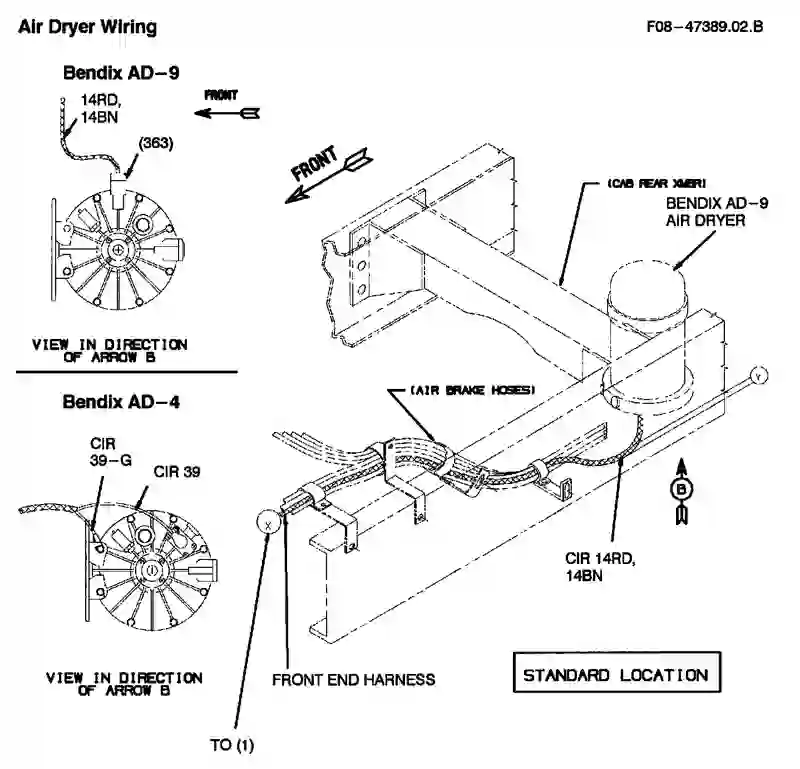 Air Dryer Wiring
F08-47389.02.B
Bendix AD-9
14RD,
14BN
FRONT
(363)
VIEW IN DIRECTION
OF ARROW B
Bendix AD-4
CIR
39-G
CIR 39
VIEW IN DIRECTION
OF ARROW B
FRONT
(CAB REAR XMBR)
BENDIX AD-9
AIR DRYER
(AIR BRAKE HOSES)
Y
X
B
CIR 14RD,
14BN
FRONT END HARNESS
TO (1)
STANDARD LOCATION